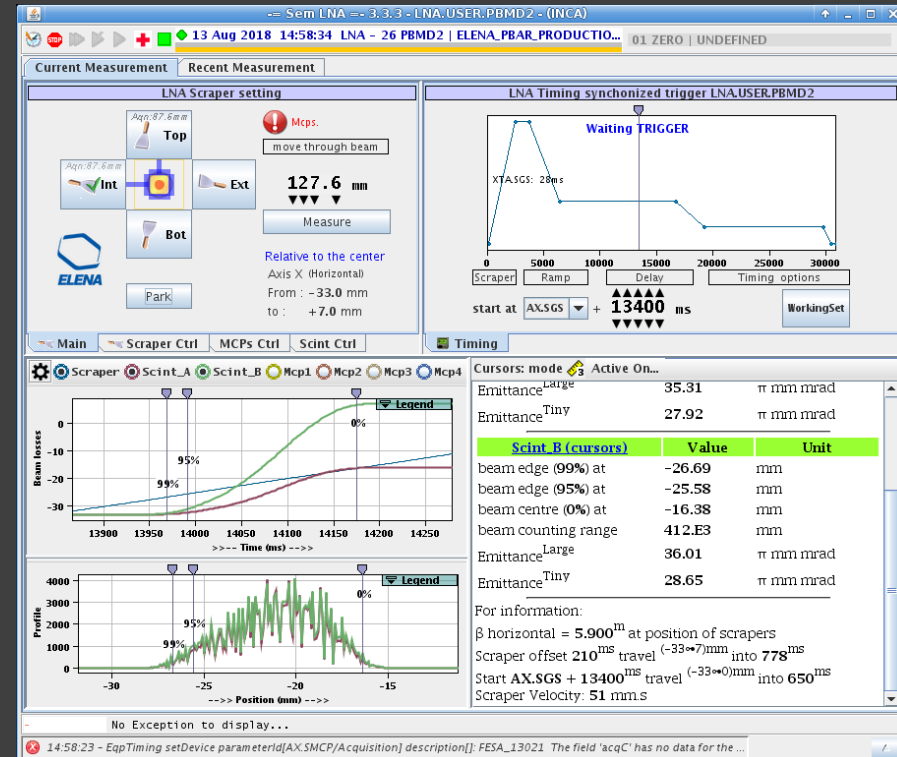 -= Sem LNA =- 3.3.3 - LNA.USER.PBMD2 - (INCA)
STOP
13 Aug 2018 14:58:34 LNA - 26 PBMD2 | ELENA_PBAR_PRODUCTIO...
01 ZERO | UNDEFINED
Current Measurement
Recent Measurement
LNA Scraper setting
Aqn:87.6mm
Top
Aqn:87.6mm
Int
Ext
Bot
ELENA
Park
Mcps.
move through beam
127.6 mm
Measure
Relative to the center
Axis X (Horizontal)
From : -33.0 mm
to : +7.0 mm
Main
Scraper Ctrl
MCPs Ctrl
Scint Ctrl
LNA Timing synchonized trigger LNA.USER.PBMD2
Waiting TRIGGER
XTA.SGS: 28ms
0 5000 10000 15000 20000 25000 30000
Scraper Ramp Delay Timing options
start at AX.SGS + 13400 ms
WorkingSet
Timing
Scraper Scint_A Scint_B Mcp1 Mcp2 Mcp3 Mcp4
Legend
Beam losses
0
-10
-20
-30
99%
95%
0%
13900 13950 14000 14050 14100 14150 14200 14250
>>-- Time (ms) -->>
Legend
Profile
4000
3000
2000
1000
0
99%
95%
0%
-30 -25 -20 -15
-->> Position (mm) -->>
Cursors: mode 3 Active On...
Emittance Large 35.31 π mm mrad
Emittance Tiny 27.92 π mm mrad
Scint_B (cursors) Value Unit
beam edge (99%) at -26.69 mm
beam edge (95%) at -25.58 mm
beam centre (0%) at -16.38 mm
beam counting range 412.E3 mm
Emittance Large 36.01 π mm mrad
Emittance Tiny 28.65 π mm mrad
For information:
β horizontal = 5.900 m at position of scrapers
Scraper offset 210 ms travel (-33⚬⚬7)mm into 778 ms
Start AX.SGS + 13400 ms travel (-33⚬⚬0)mm into 650 ms
Scraper Velocity: 51 mm.s
No Exception to display...
14:58:23 - EqpTiming setDevice parameterId[AX.SMCP/Acquisition] description[]: FESA_13021 The field 'acqC' has no data for the ...